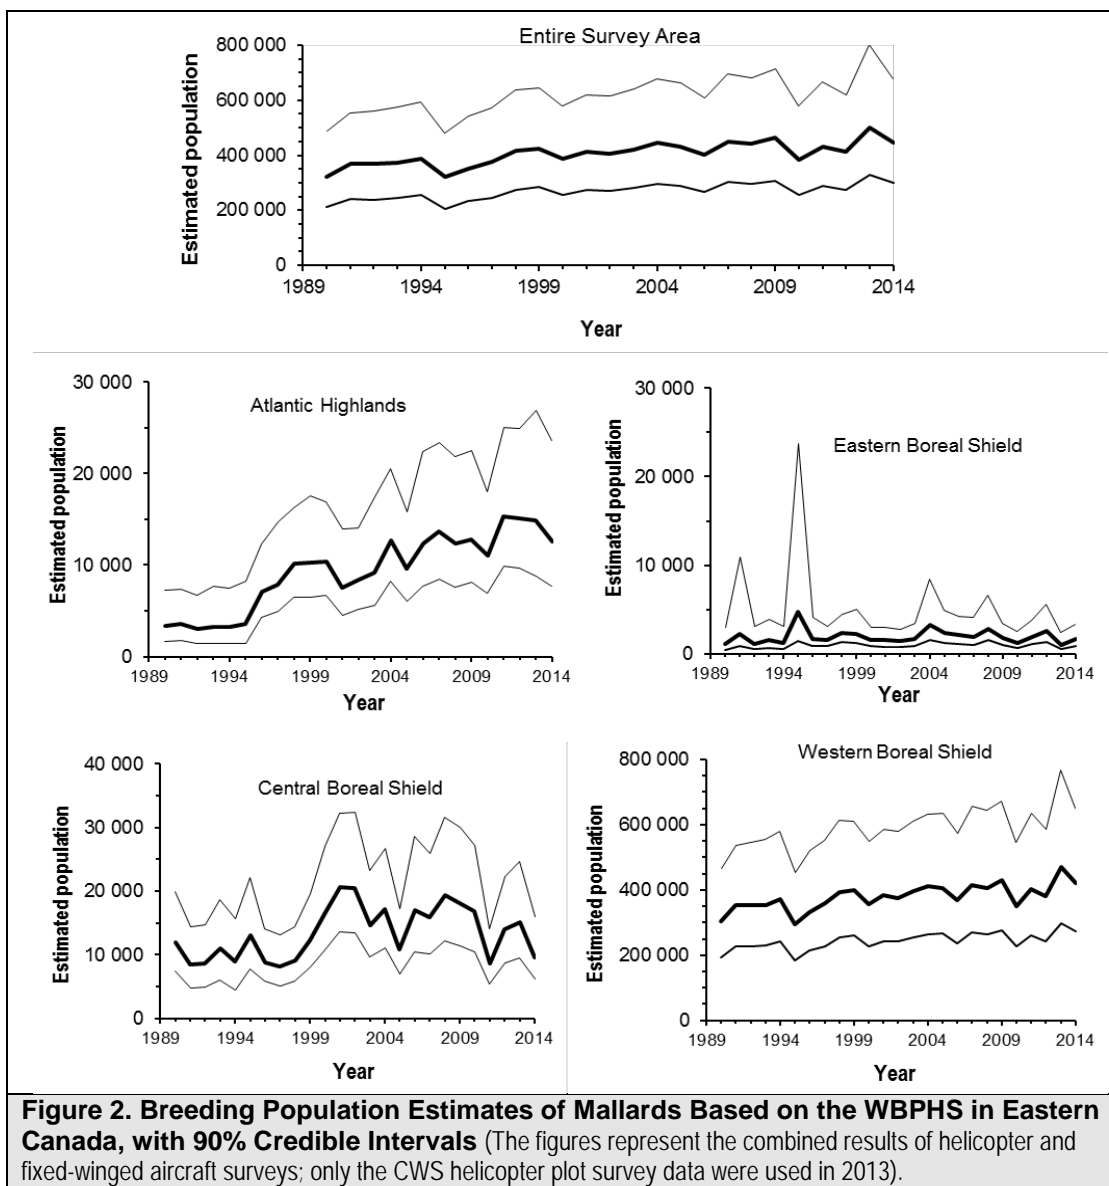 Entire Survey Area
800 000
600 000
400 000
200 000
0
Estimated population
1989 1994 1999 2004 2009 2014
Year
Atlantic Highlands
30 000
20 000
10 000
0
Estimated population
1989 1994 1999 2004 2009 2014
Year
Eastern Boreal Shield
30 000
20 000
10 000
0
Estimated population
1989 1994 1999 2004 2009 2014
Year
Central Boreal Shield
40 000
30 000
20 000
10 000
0
Estimated population
1989 1994 1999 2004 2009 2014
Year
Western Boreal Shield
800 000
600 000
400 000
200 000
0
Estimated population
1989 1994 1999 2004 2009 2014
Year
Figure 2. Breeding Population Estimates of Mallards Based on the WBPHS in Eastern
Canada, with 90% Credible Intervals (The figures represent the combined results of helicopter and
fixed-winged aircraft surveys; only the CWS helicopter plot survey data were used in 2013).